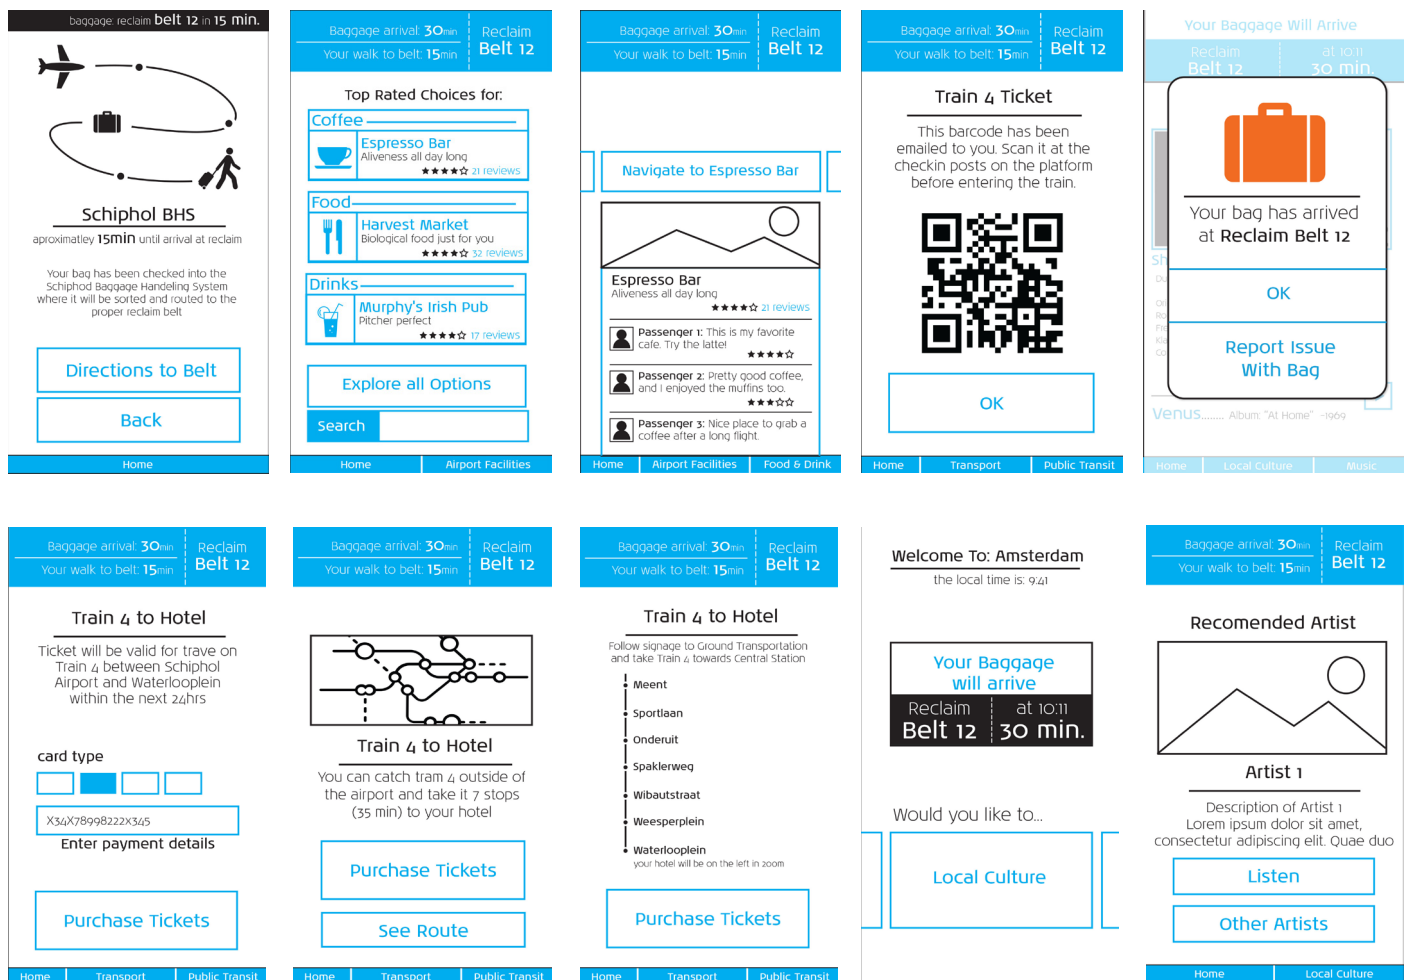 baggage: reclaim belt 12 in 15 min.
Schiphol BHS
aproximatley 15min until arrival at reclaim
Your bag has been checked into the
Schiphod Baggage Handeling System
where it will be sorted and routed to the
proper reclaim belt
Directions to Belt
Back
Home
Baggage arrival: 30min
Your walk to belt: 15min
Reclaim
Belt 12
Top Rated Choices for:
Coffee
Espresso Bar
Aliveness all day long
21 reviews
Food
Harvest Market
Biological food just for you
32 reviews
Drinks
Murphy's Irish Pub
Pitcher perfect
17 reviews
Explore all Options
Search
Home
Airport Facilities
Baggage arrival: 30min
Your walk to belt: 15min
Reclaim
Belt 12
Navigate to Espresso Bar
Espresso Bar
Aliveness all day long
21 reviews
Passenger 1: This is my favorite
cafe. Try the latte!
Passenger 2: Pretty good coffee,
and I enjoyed the muffins too.
Passenger 3: Nice place to grab a
coffee after a long flight.
Home
Airport Facilities
Food & Drink
Baggage arrival: 30min
Your walk to belt: 15min
Reclaim
Belt 12
Train 4 Ticket
This barcode has been
emailed to you. Scan it at the
checkin posts on the platform
before entering the train.
OK
Home
Transport
Public Transit
Your Baggage Will Arrive
Reclaim
Belt 12
at 10:11
30 min.
Your bag has arrived
at Reclaim Belt 12
OK
Report Issue
With Bag
Venus........ Album: "At Home" -1969
Home
Local Culture
Music
Baggage arrival: 30min
Your walk to belt: 15min
Reclaim
Belt 12
Train 4 to Hotel
Ticket will be valid for trave on
Train 4 between Schiphol
Airport and Waterlooplein
within the next 24hrs
card type
X34X78998222X345
Enter payment details
Purchase Tickets
Home
Transport
Public Transit
Baggage arrival: 30min
Your walk to belt: 15min
Reclaim
Belt 12
Train 4 to Hotel
You can catch tram 4 outside of
the airport and take it 7 stops
(35 min) to your hotel
Purchase Tickets
See Route
Home
Transport
Public Transit
Baggage arrival: 30min
Your walk to belt: 15min
Reclaim
Belt 12
Train 4 to Hotel
Follow signage to Ground Transportation
and take Train 4 towards Central Station
Meent
Sportlaan
Onderuit
Spaklerweg
Wibautstraat
Weesperplein
Waterlooplein
your hotel will be on the left in 200m
Purchase Tickets
Home
Transport
Public Transit
Welcome To: Amsterdam
the local time is: 9:41
Your Baggage
will arrive
Reclaim
Belt 12
at 10:11
30 min.
Would you like to...
Local Culture
Baggage arrival: 30min
Your walk to belt: 15min
Reclaim
Belt 12
Recomended Artist
Artist 1
Description of Artist 1
Lorem ipsum dolor sit amet,
consectetur adipiscing elit. Quae duo
Listen
Other Artists
Home
Local Culture